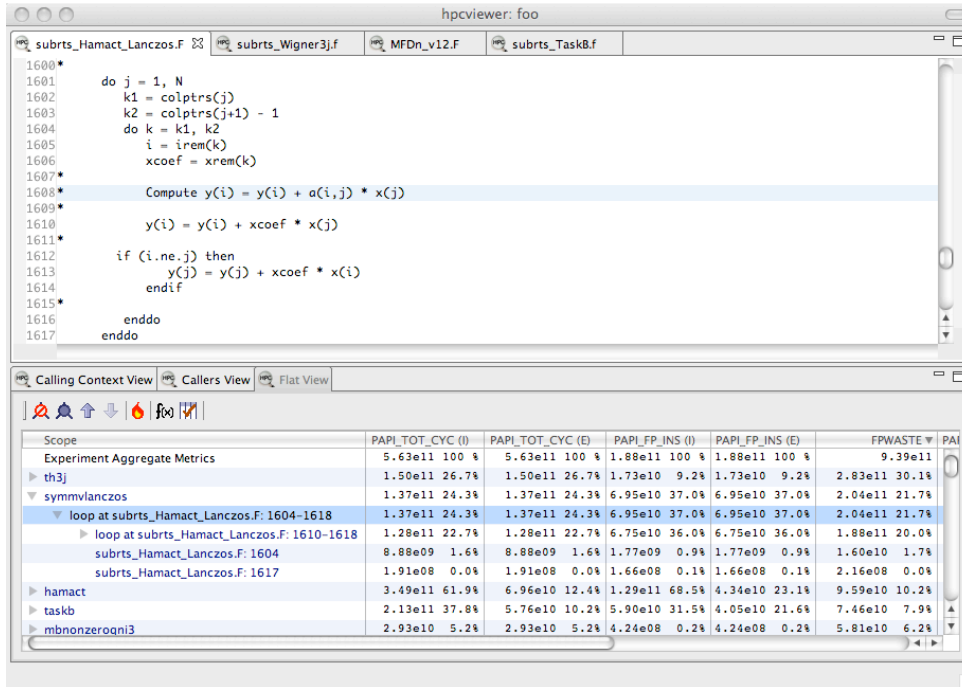 hpcviewer: foo
subrts_Hamact_Lanczos.F subrts_Wigner3j.f MFDn_v12.F subrts_TaskB.f
1600 *
1601 do j = 1, N
1602 k1 = colptrs(j)
1603 k2 = colptrs(j+1) - 1
1604 do k = k1, k2
1605 i = irem(k)
1606 xcoef = xrem(k)
1607 *
1608 * Compute y(i) = y(i) + a(i,j) * x(j)
1609 *
1610 y(i) = y(i) + xcoef * x(j)
1611 *
1612 if (i.ne.j) then
1613 y(j) = y(j) + xcoef * x(i)
1614 endif
1615 *
1616 enddo
1617 enddo
Calling Context View Callers View Flat View
f(x)
Scope PAPI_TOT_CYC (I) PAPI_TOT_CYC (E) PAPI_FP_INS (I) PAPI_FP_INS (E) FPWASTE PAI
Experiment Aggregate Metrics 5.63e11 100 % 5.63e11 100 % 1.88e11 100 % 1.88e11 100 % 9.39e11
th3j 1.50e11 26.7% 1.50e11 26.7% 1.73e10 9.2% 1.73e10 9.2% 2.83e11 30.1%
symmvlanczos 1.37e11 24.3% 1.37e11 24.3% 6.95e10 37.0% 6.95e10 37.0% 2.04e11 21.7%
loop at subrts_Hamact_Lanczos.F: 1604-1618 1.37e11 24.3% 1.37e11 24.3% 6.95e10 37.0% 6.95e10 37.0% 2.04e11 21.7%
loop at subrts_Hamact_Lanczos.F: 1610-1618 1.28e11 22.7% 1.28e11 22.7% 6.75e10 36.0% 6.75e10 36.0% 1.88e11 20.0%
subrts_Hamact_Lanczos.F: 1604 8.88e09 1.6% 8.88e09 1.6% 1.77e09 0.9% 1.77e09 0.9% 1.60e10 1.7%
subrts_Hamact_Lanczos.F: 1617 1.91e08 0.0% 1.91e08 0.0% 1.66e08 0.1% 1.66e08 0.1% 2.16e08 0.0%
hamact 3.49e11 61.9% 6.96e10 12.4% 1.29e11 68.5% 4.34e10 23.1% 9.59e10 10.2%
taskb 2.13e11 37.8% 5.76e10 10.2% 5.90e10 31.5% 4.05e10 21.6% 7.46e10 7.9%
mbnonzeroqni3 2.93e10 5.2% 2.93e10 5.2% 4.24e08 0.2% 4.24e08 0.2% 5.81e10 6.2%